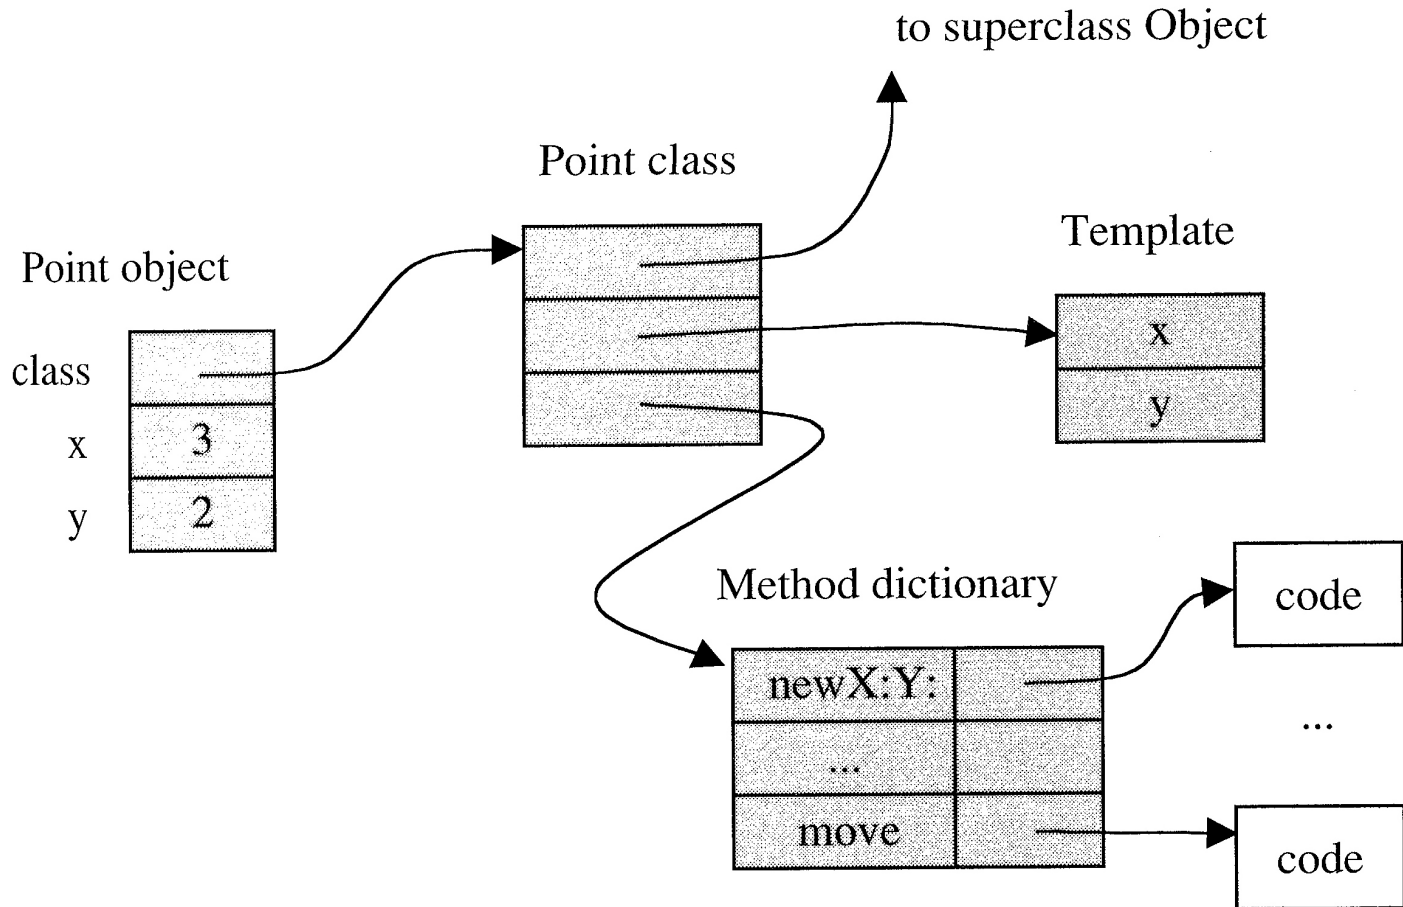 to superclass Object
Point class
Template
Point object
class
x
3
y
2
x
y
Method dictionary
newX:Y:
...
move
code
...
code